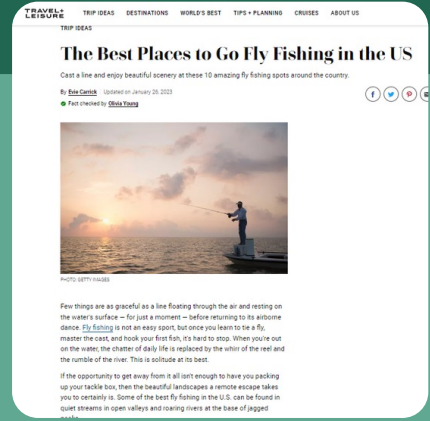 TRAVEL+
LEISURE
TRIP IDEAS DESTINATIONS WORLD'S BEST TIPS + PLANNING CRUISES ABOUT US
TRIP IDEAS
The Best Places to Go Fly Fishing in the US
Cast a line and enjoy beautiful scenery at these 10 amazing fly fishing spots around the country.
By Evie Carrick Updated on January 26, 2023
Fact checked by Olivia Young
PHOTO: GETTY IMAGES
Few things are as graceful as a line floating through the air and resting on
the water's surface — for just a moment — before returning to its airborne
dance. Fly fishing is not an easy sport, but once you learn to tie a fly,
master the cast, and hook your first fish, it's hard to stop. When you're out
on the water, the chatter of daily life is replaced by the whir of the reel and
the rumble of the river. This is solitude at its best.
If the opportunity to get away from it all isn't enough to have you packing
up your tackle box, then the beautiful landscapes a remote escape takes
you to certainly is. Some of the best fly fishing in the U.S. can be found in
quiet streams in open valleys and roaring rivers at the base of jagged